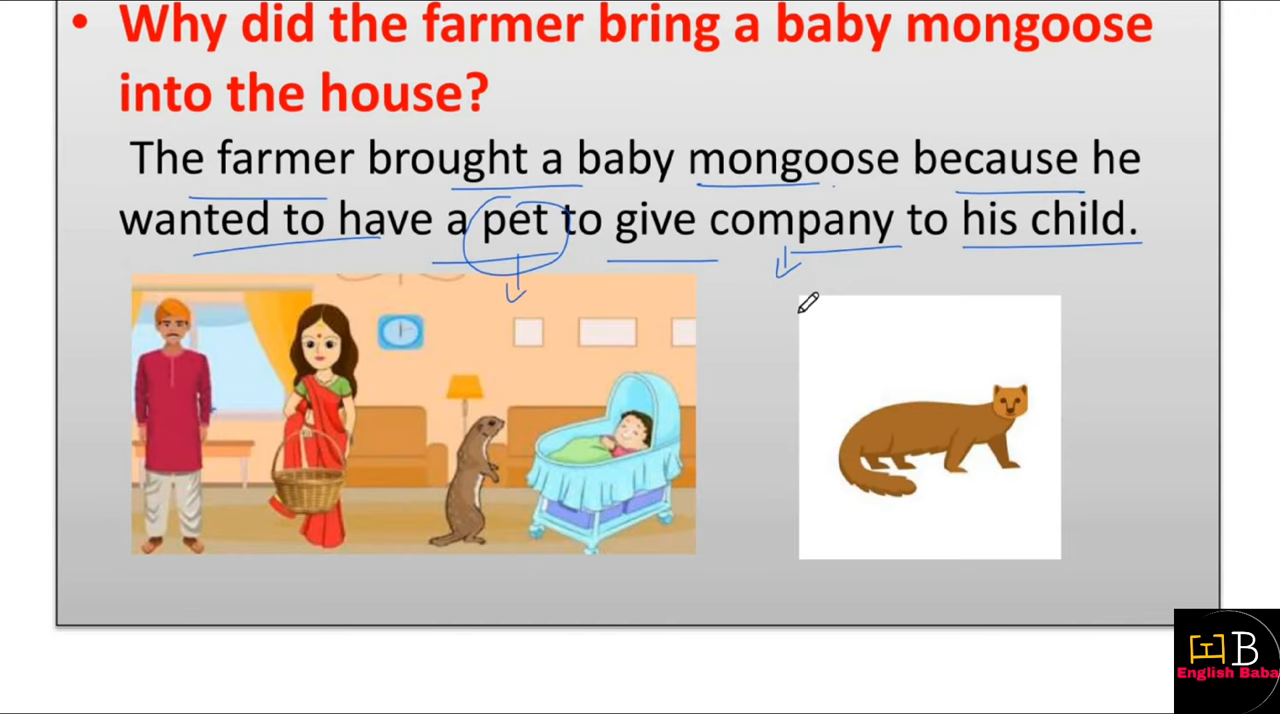 • Why did the farmer bring a baby mongoose
into the house?
The farmer brought a baby mongoose because he
wanted to have a pet to give company to his child.
EB
English Baba